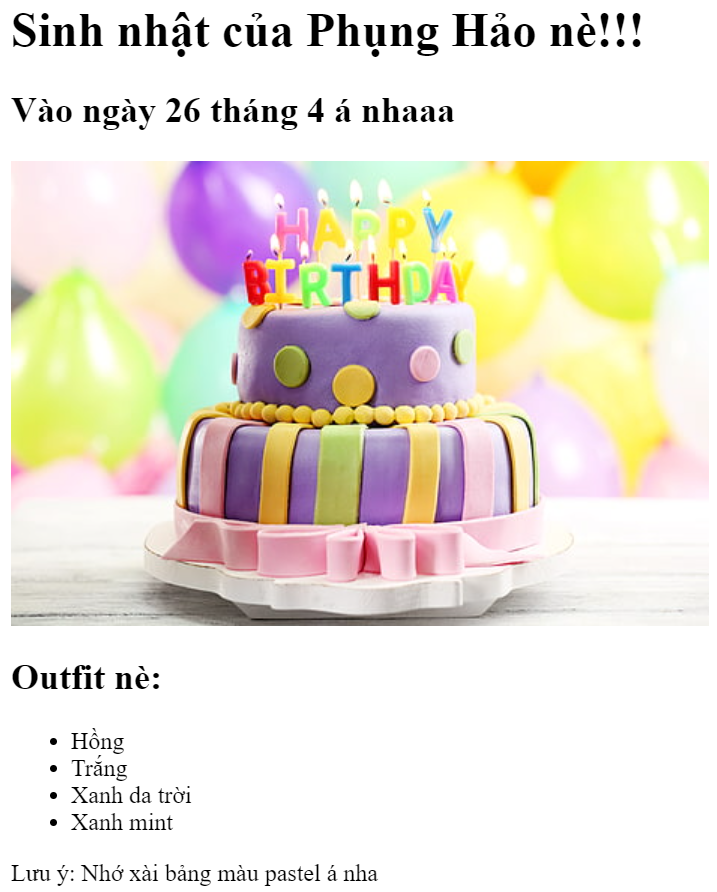 Sinh nhật của Phụng Hảo nè!!!
Vào ngày 26 tháng 4 á nhaaa
HAPPY
BIRTHDAY
Outfit nè:
Hồng
Trắng
Xanh da trời
Xanh mint
Lưu ý: Nhớ xài bảng màu pastel á nha